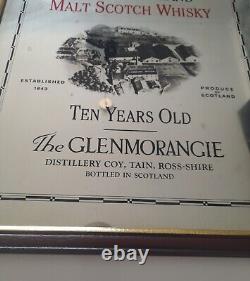 MALT SCOTCH WHISKY
ESTABLISHED
1843
PRODUCE
OF
SCOTLAND
TEN YEARS OLD
The GLENMORANGIE
DISTILLERY COY, TAIN, ROSS-SHIRE
BOTTLED IN SCOTLAND